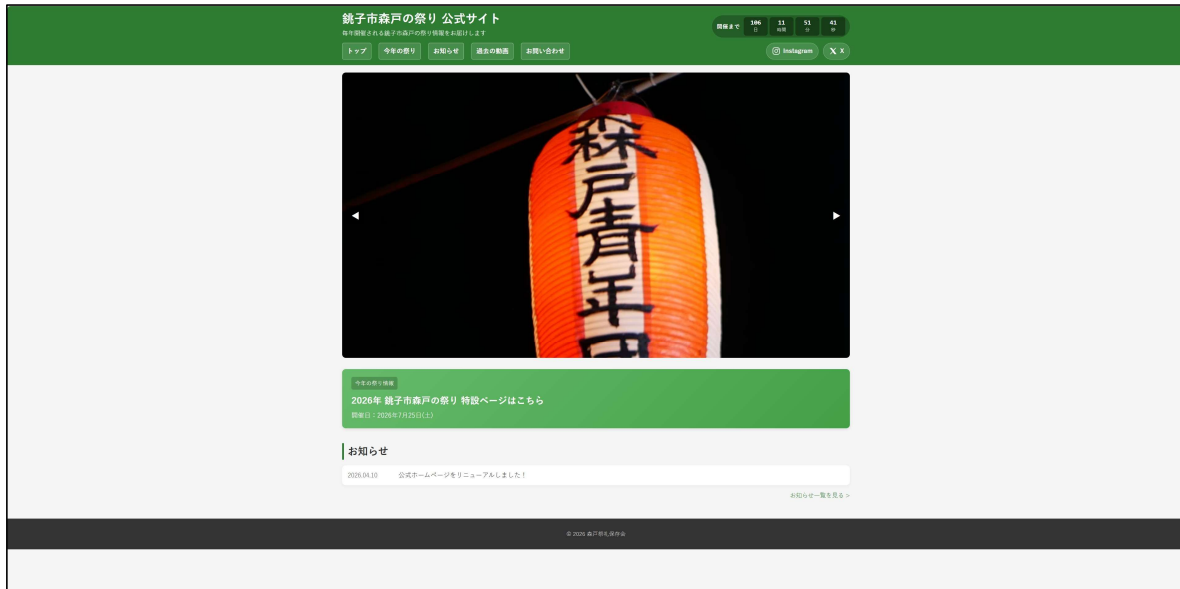 銚子市森戸の祭り 公式サイト
毎年開催される銚子市森戸の祭り情報をお届けします
開催まで
106 11 51 41
日 時間 分 秒
トップ 今年の祭り お知らせ 過去の動画 お問い合わせ
Instagram X
森戸青年団
◀ ▶
今年の祭り情報
2026年 銚子市森戸の祭り 特設ページはこちら
開催日：2026年7月25日(土)
お知らせ
2026.04.10 公式ホームページをリニューアルしました！
お知らせ一覧を見る >
© 2026 森戸祭礼保存会